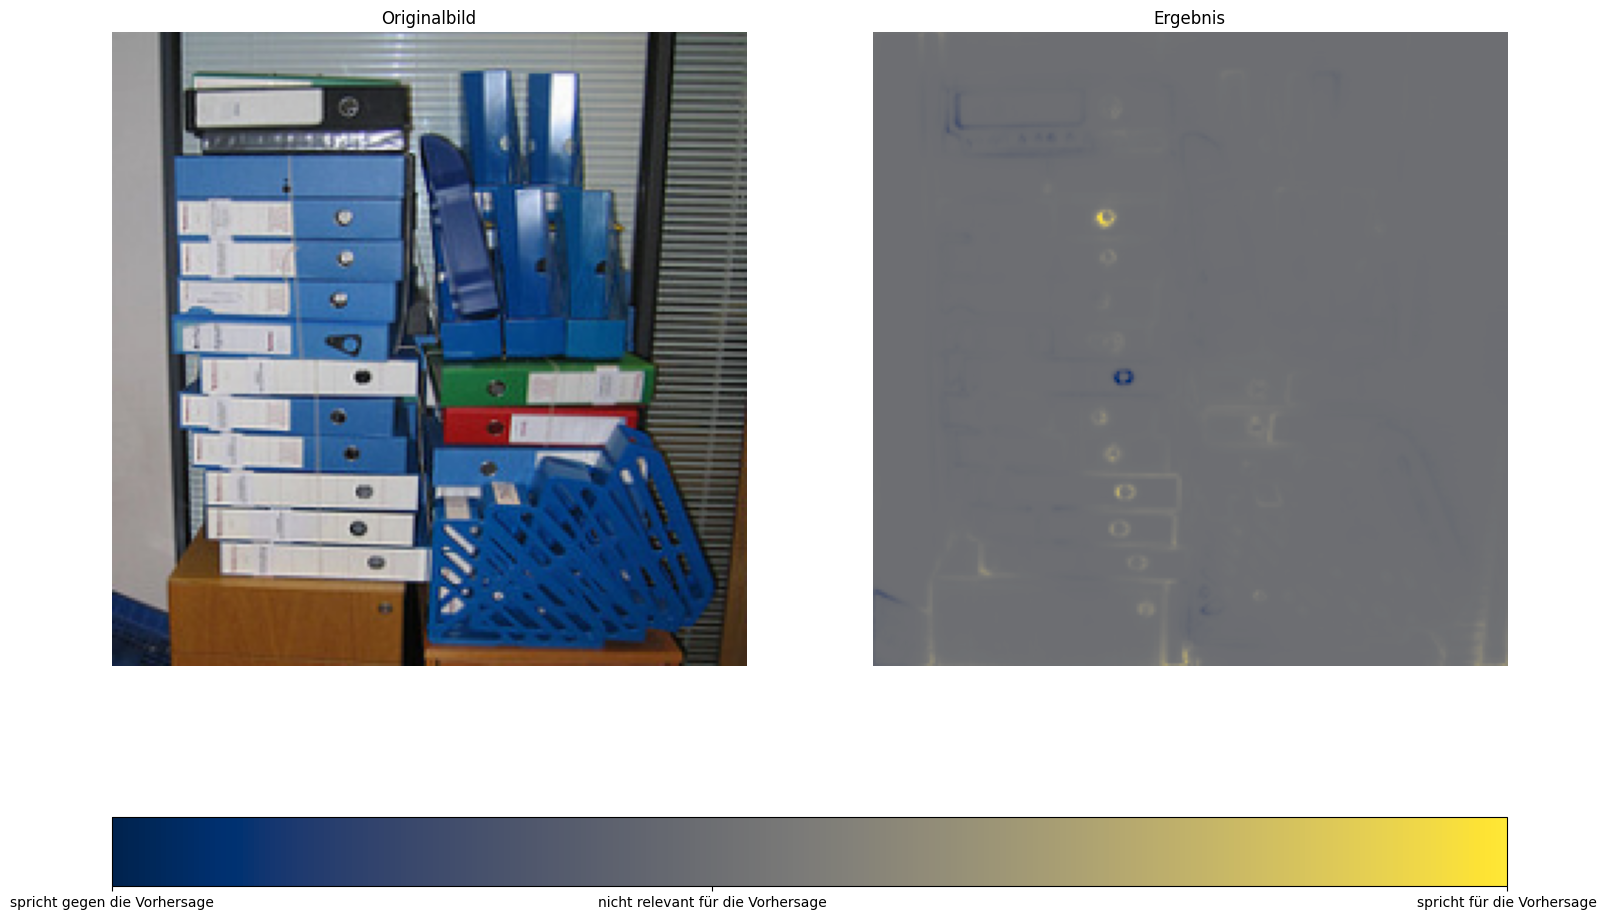 Originalbild
Ergebnis
spricht gegen die Vorhersage
nicht relevant für die Vorhersage
spricht für die Vorhersage